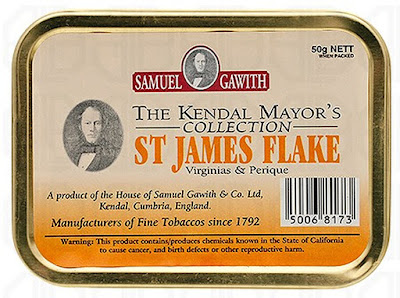 50g NETT
WHEN PACKED
SAMUEL GAWITH
THE KENDAL MAYOR'S
COLLECTION
ST JAMES FLAKE
Virginias & Perique
A product of the House of Samuel Gawith & Co. Ltd,
Kendal, Cumbria, England.
Manufacturers of Fine Tobaccos since 1792
5006 8173
Warning: This product contains/produces chemicals known in the State of California
to cause cancer, and birth defects or other reproductive harm.